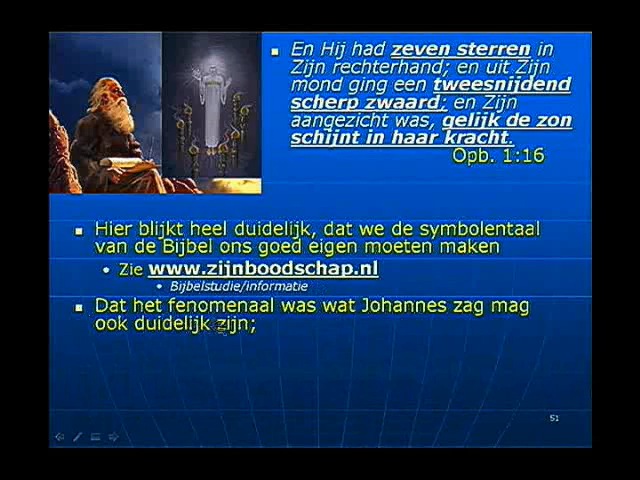 En Hij had zeven sterren in
Zijn rechterhand; en uit Zijn
mond ging een tweesnijdend
scherp zwaard; en Zijn
aangezicht was, gelijk de zon
schijnt in haar kracht.
Opb. 1:16
Hier blijkt heel duidelijk, dat we de symbolentaal
van de Bijbel ons goed eigen moeten maken
Zie www.zijnboodschap.nl
Bijbelstudie/informatie
Dat het fenomenaal was wat Johannes zag mag
ook duidelijk zijn;
51